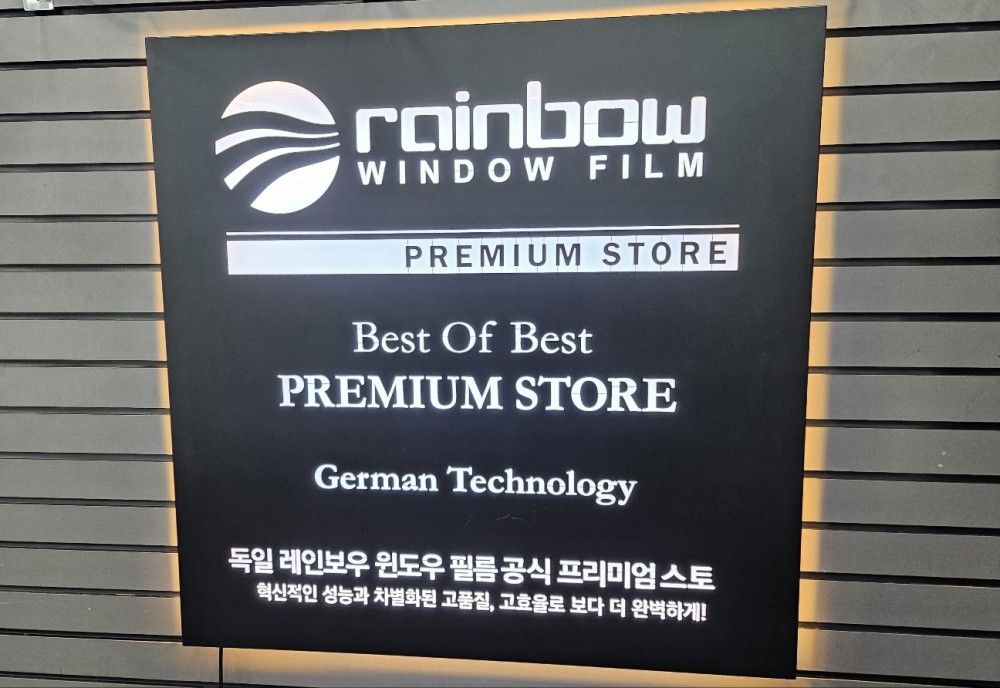 rainbow
WINDOW FILM
PREMIUM STORE
Best Of Best
PREMIUM STORE
German Technology
독일 레인보우 윈도우 필름 공식 프리미엄 스토
혁신적인 성능과 차별화된 고품질, 고효율로 보다 더 완벽하게!